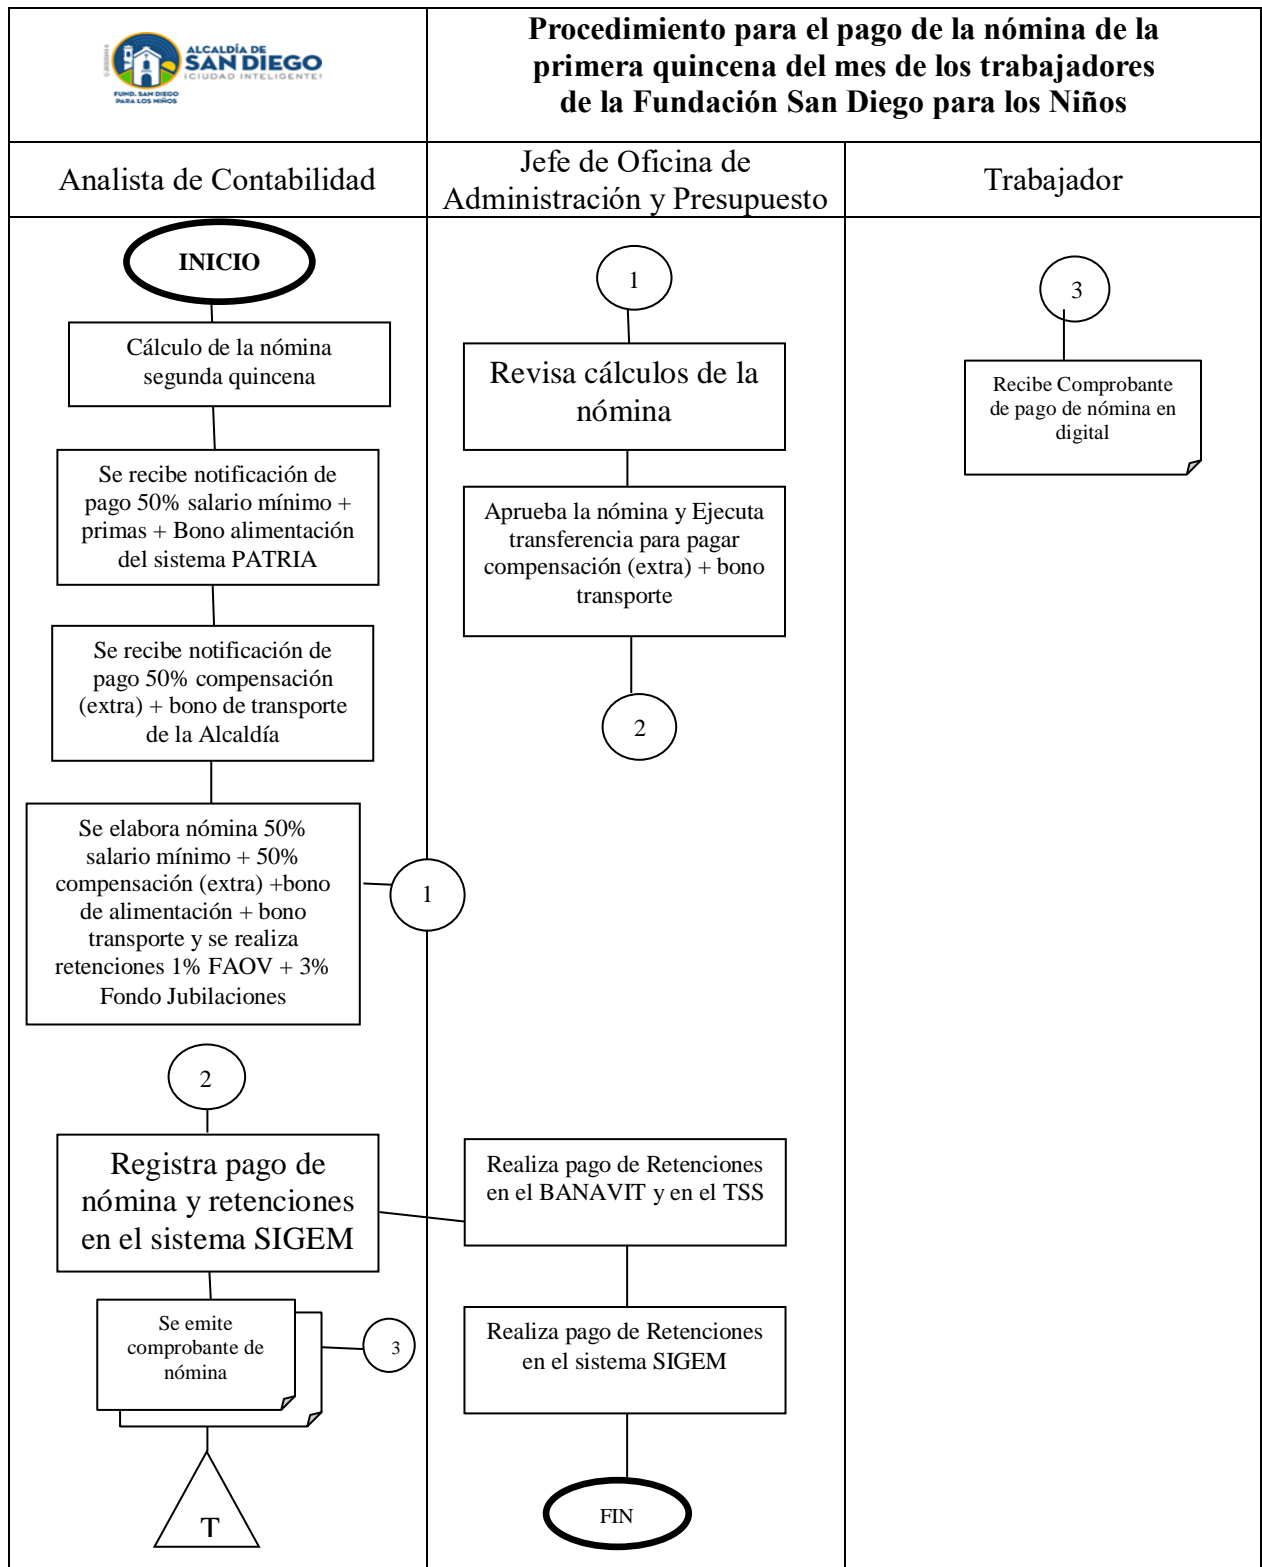 ALCALDÍA DE
SAN DIEGO
¡CIUDAD INTELIGENTE!
FUND. SAN DIEGO
PARA LOS NIÑOS
Procedimiento para el pago de la nómina de la
primera quincena del mes de los trabajadores
de la Fundación San Diego para los Niños
Analista de Contabilidad
Jefe de Oficina de
Administración y Presupuesto
Trabajador
INICIO
Cálculo de la nómina
segunda quincena
Se recibe notificación de
pago 50% salario mínimo +
primas + Bono alimentación
del sistema PATRIA
Se recibe notificación de
pago 50% compensación
(extra) + bono de transporte
de la Alcaldía
Se elabora nómina 50%
salario mínimo + 50%
compensación (extra) +bono
de alimentación + bono
transporte y se realiza
retenciones 1% FAOV + 3%
Fondo Jubilaciones
1
2
Registra pago de
nómina y retenciones
en el sistema SIGEM
Se emite
comprobante de
nómina
3
T
1
Revisa cálculos de la
nómina
Aprueba la nómina y Ejecuta
transferencia para pagar
compensación (extra) + bono
transporte
2
Realiza pago de Retenciones
en el BANAVIT y en el TSS
Realiza pago de Retenciones
en el sistema SIGEM
FIN
3
Recibe Comprobante
de pago de nómina en
digital